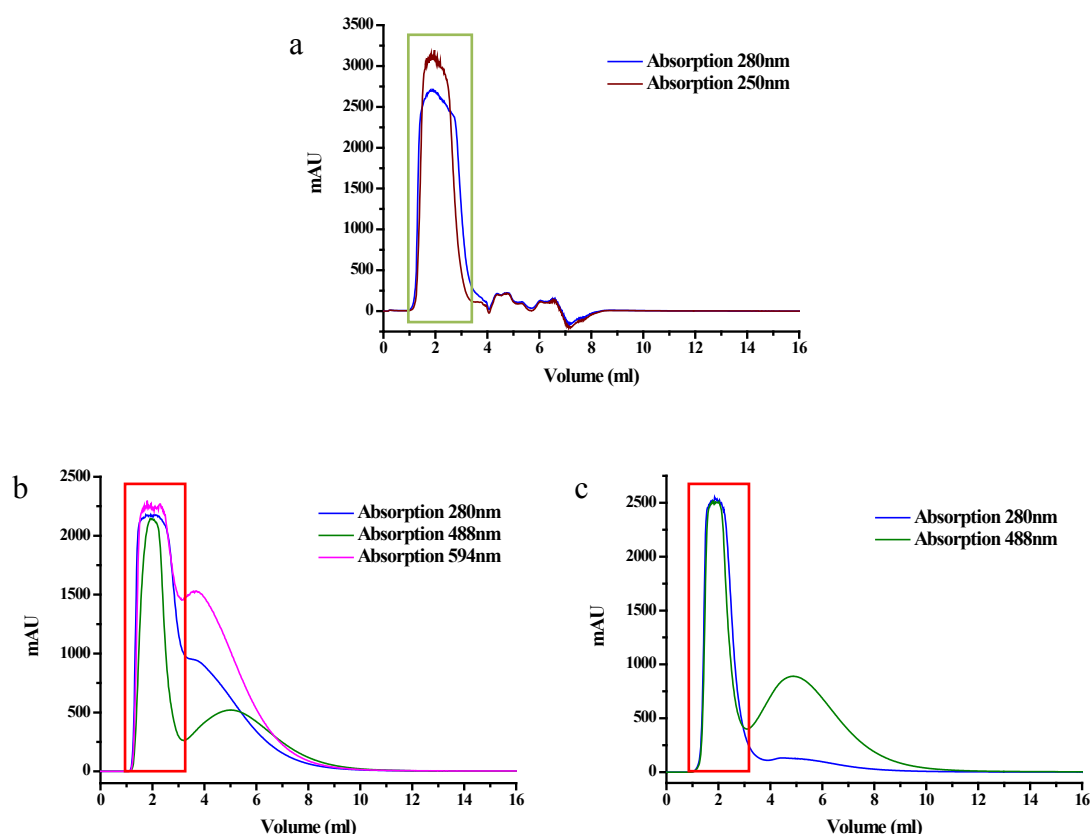 a
3500
3000
2500
2000
1500
1000
500
0
mAU
0 2 4 6 8 10 12 14 16
Volume (ml)
Absorption 280nm
Absorption 250nm
b
2500
2000
1500
1000
500
0
mAU
0 2 4 6 8 10 12 14 16
Volume (ml)
Absorption 280nm
Absorption 488nm
Absorption 594nm
c
2500
2000
1500
1000
500
0
mAU
0 2 4 6 8 10 12 14 16
Volume (ml)
Absorption 280nm
Absorption 488nm